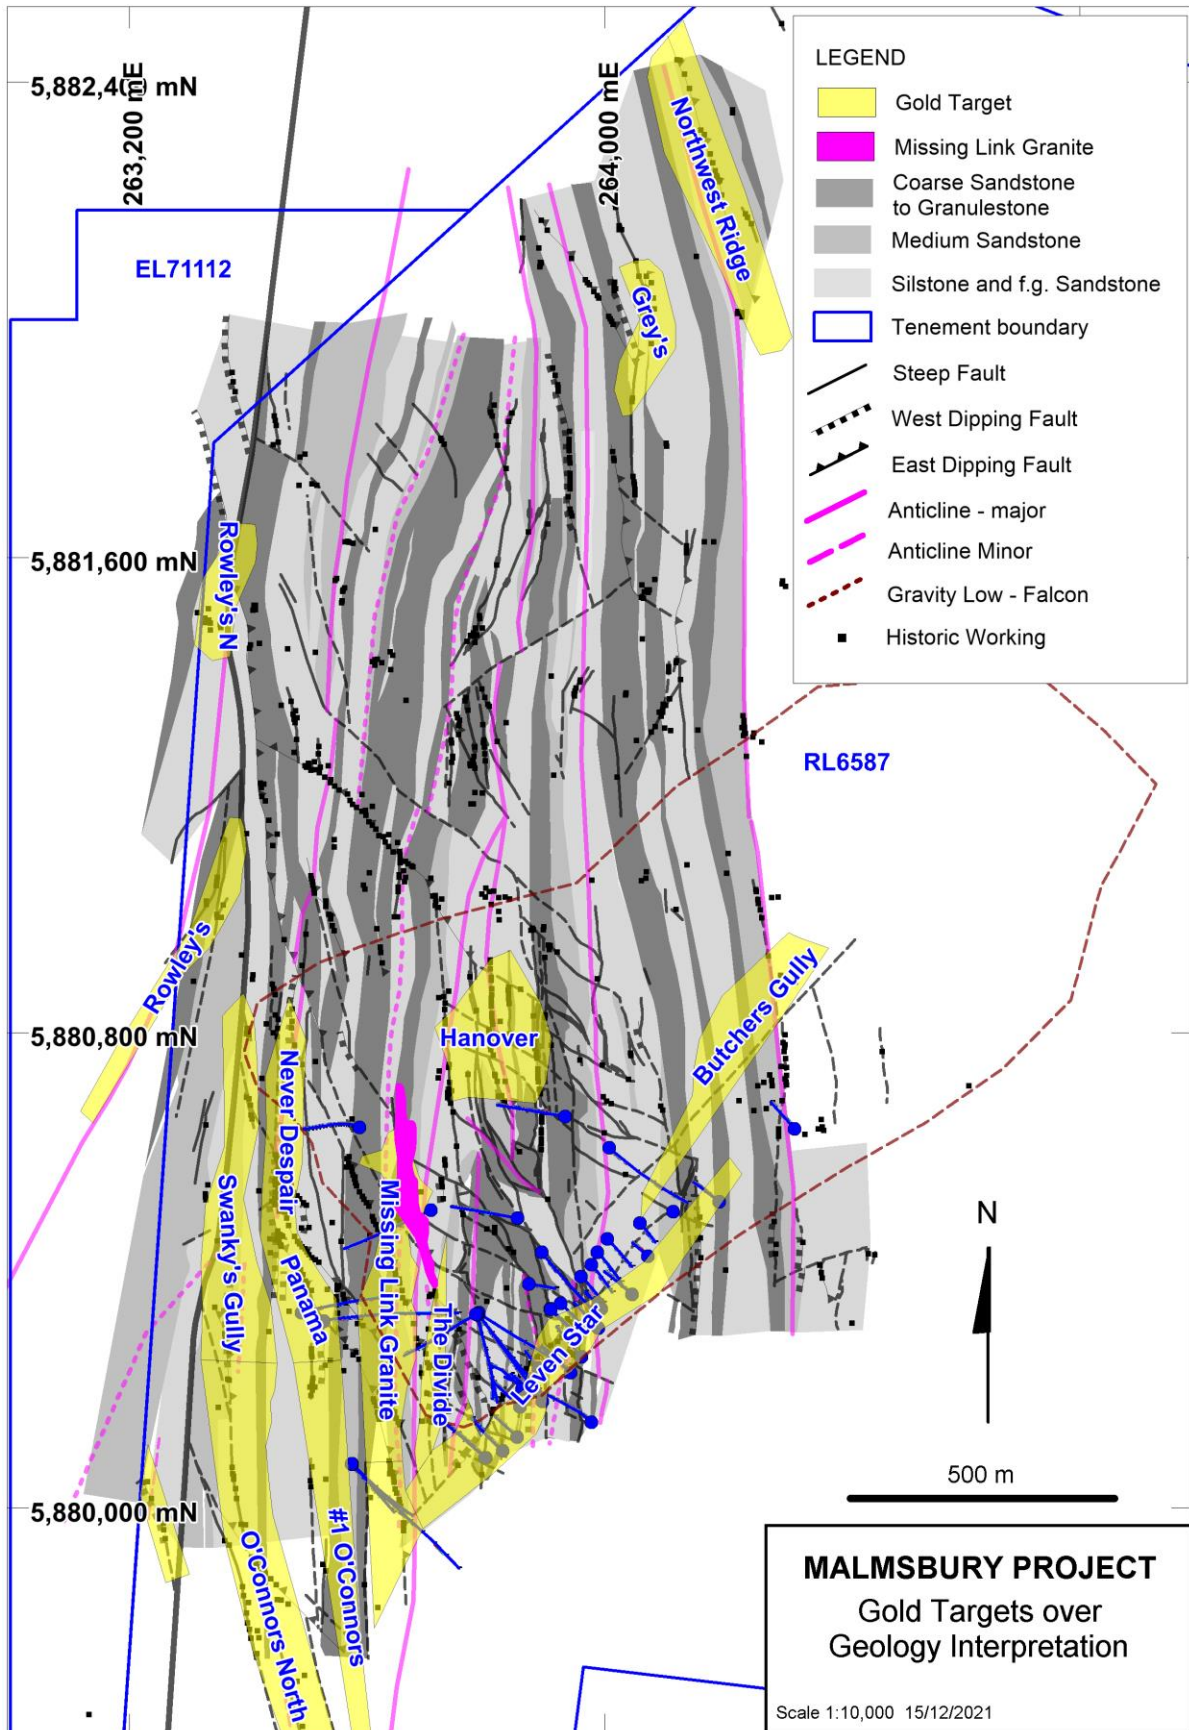 LEGEND
Gold Target
Missing Link Granite
Coarse Sandstone
to Granulestone
Medium Sandstone
Silstone and f.g. Sandstone
Tenement boundary
Steep Fault
West Dipping Fault
East Dipping Fault
Anticline - major
Anticline Minor
Gravity Low - Falcon
Historic Working
5,882,400 mN
263,200 mE
264,000 mE
Northwest Ridge
EL71112
Grey's
5,881,600 mN
Rowley's N
RL6587
Rowley's
5,880,800 mN
Hanover
Butchers Gully
Never Despair
Swanky's Gully
Missing Link Granite
Panama
The Divide
Leven Star
N
500 m
5,880,000 mN
O'Connors North
#1 O'Connors
MALMSBURY PROJECT
Gold Targets over
Geology Interpretation
Scale 1:10,000 15/12/2021